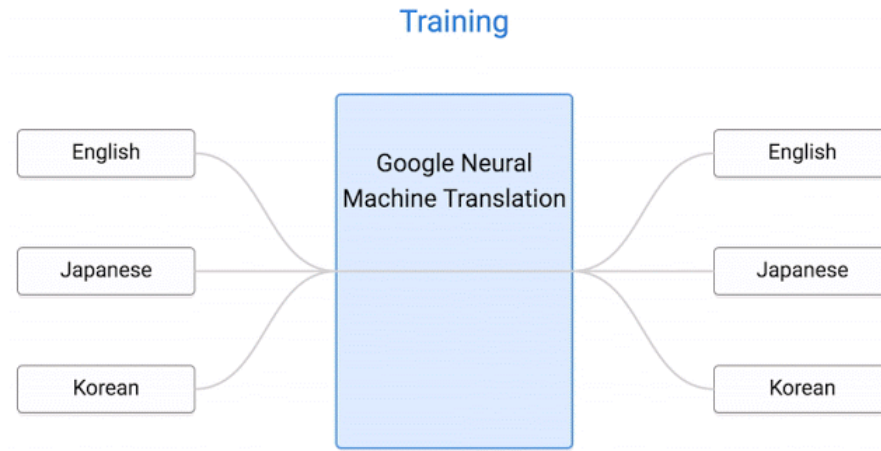 Training
English
Japanese
Korean
Google Neural
Machine Translation
English
Japanese
Korean